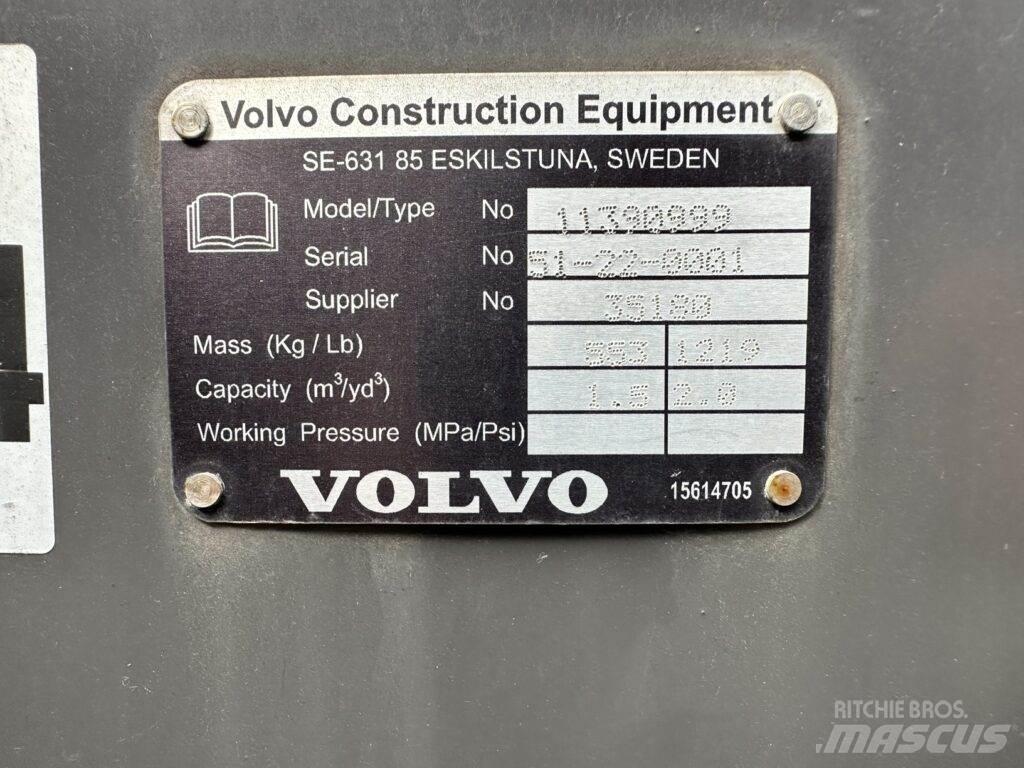 Volvo Construction Equipment
SE-631 85 ESKILSTUNA, SWEDEN
Model/Type No 11390999
Serial No 51-22-0001
Supplier No 35180
Mass (Kg / Lb) 553 1219
Capacity (m³/yd³) 1.5 2.0
Working Pressure (MPa/Psi)
VOLVO 15614705
RITCHIE BROS.
MASCUS